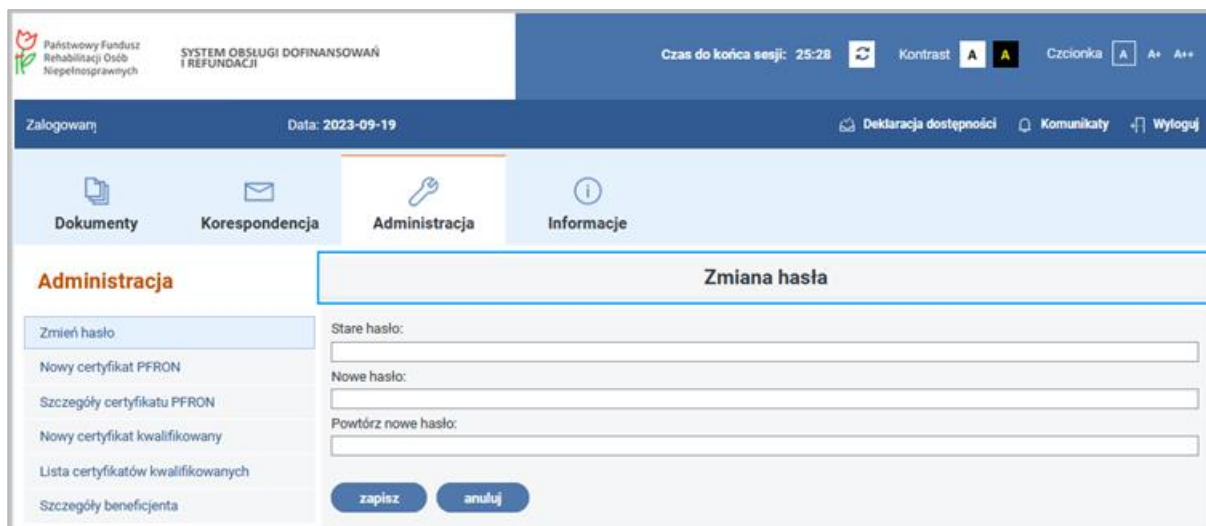 Państwowy Fundusz
Rehabilitacji Osób
Niepełnosprawnych
SYSTEM OBSŁUGI DOFINANSOWAŃ
I REFUNDACJI
Czas do końca sesji: 25:28 Kontrast A A Czcionka A A+ A++
Zalogowany Data: 2023-09-19 Deklaracja dostępności Komunikaty Wyloguj
Dokumenty Korespondencja Administracja Informacje
Administracja
Zmień hasło
Nowy certyfikat PFRON
Szczegóły certyfikatu PFRON
Nowy certyfikat kwalifikowany
Lista certyfikatów kwalifikowanych
Szczegóły beneficjenta
Zmiana hasła
Stare hasło:
Nowe hasło:
Powtórz nowe hasło:
zapisz anuluj